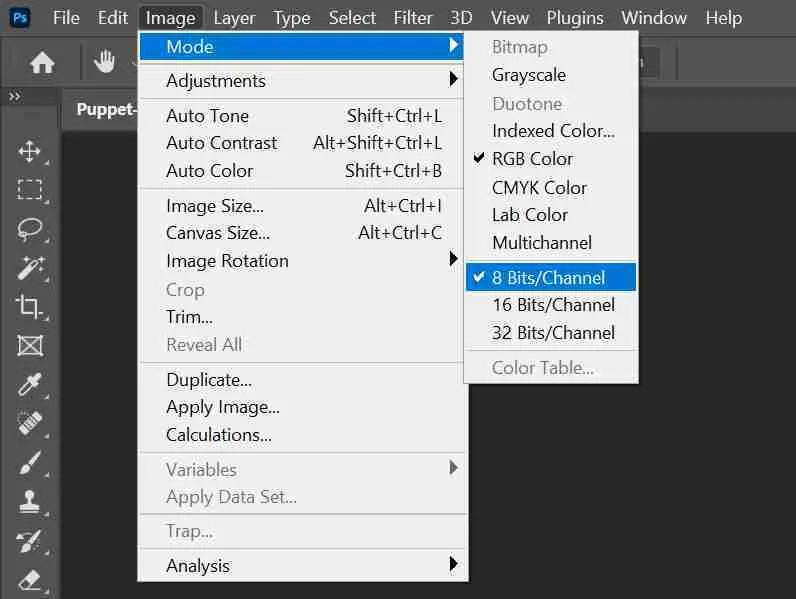 Ps File Edit Image Layer Type Select Filter 3D View Plugins Window Help
Puppet-
Mode
Adjustments
Auto Tone Shift+Ctrl+L
Auto Contrast Alt+Shift+Ctrl+L
Auto Color Shift+Ctrl+B
Image Size... Alt+Ctrl+I
Canvas Size... Alt+Ctrl+C
Image Rotation
Crop
Trim...
Reveal All
Duplicate...
Apply Image...
Calculations...
Variables
Apply Data Set...
Trap...
Analysis
Bitmap
Grayscale
Duotone
Indexed Color...
RGB Color
CMYK Color
Lab Color
Multichannel
8 Bits/Channel
16 Bits/Channel
32 Bits/Channel
Color Table...